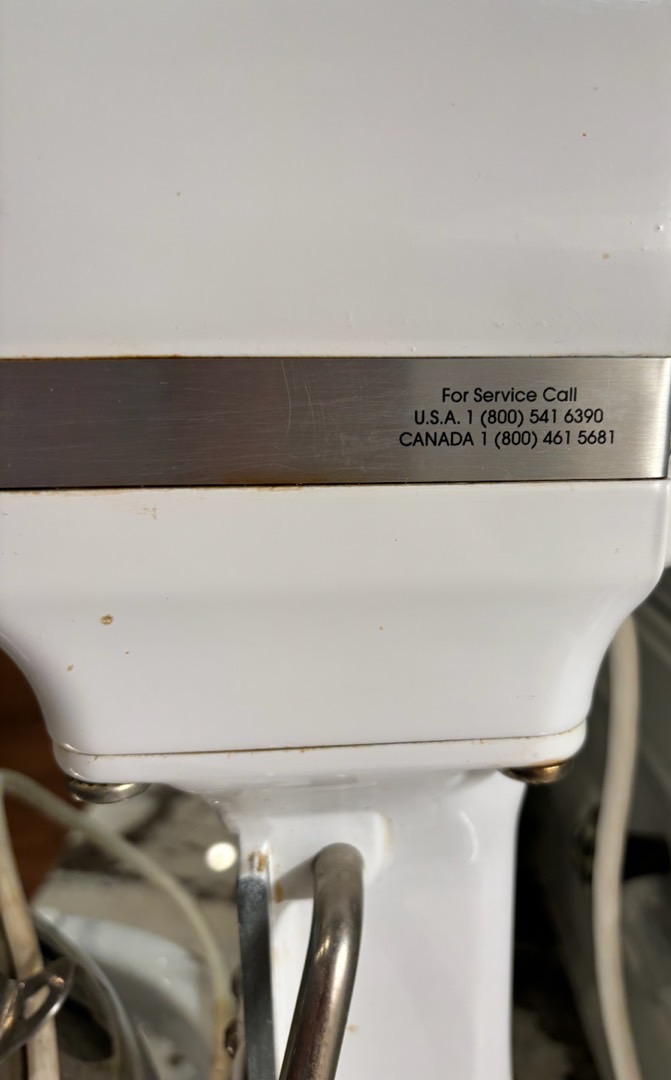 For Service Call
U.S.A. 1 (800) 541 6390
CANADA 1 (800) 461 5681